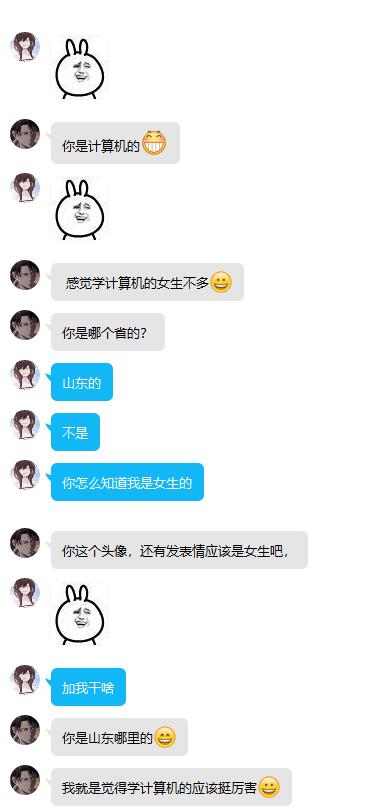 你是计算机的
感觉学计算机的女生不多
你是哪个省的？
山东的
不是
你怎么知道我是女生的
你这个头像，还有发表情应该是女生吧，
加我干啥
你是山东哪里的
我就是觉得学计算机的应该挺厉害